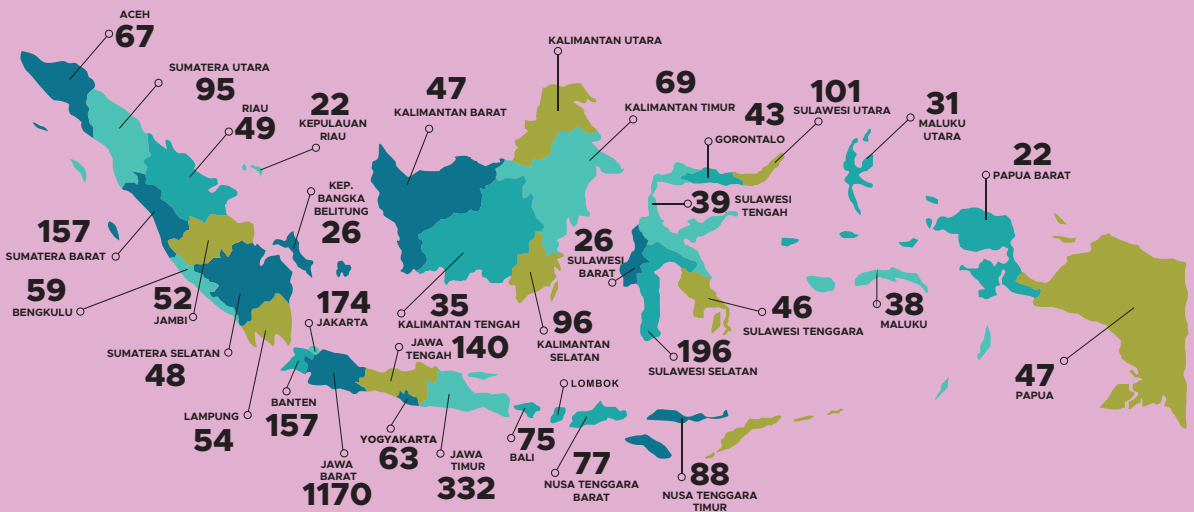 ACEH
67
SUMATERA UTARA
95
RIAU
49
22
KEPULAUAN
RIAU
KEP.
BANGKA
BELITUNG
26
157
SUMATERA BARAT
59
BENGKULU
52
JAMBI
SUMATERA SELATAN
48
LAMPUNG
54
174
JAKARTA
BANTEN
157
JAWA
BARAT
1170
JAWA
TENGAH 140
YOGYAKARTA
63
JAWA
TIMUR
332
75
BALI
LOMBOK
77
NUSA TENGGARA
BARAT
88
NUSA TENGGARA
TIMUR
47
KALIMANTAN BARAT
KALIMANTAN UTARA
69
KALIMANTAN TIMUR
35
KALIMANTAN TENGAH
96
KALIMANTAN
SELATAN
43
GORONTALO
101
SULAWESI UTARA
39 SULAWESI
TENGAH
26
SULAWESI
BARAT
46
SULAWESI TENGGARA
196
SULAWESI SELATAN
31
MALUKU
UTARA
38
MALUKU
22
PAPUA BARAT
47
PAPUA